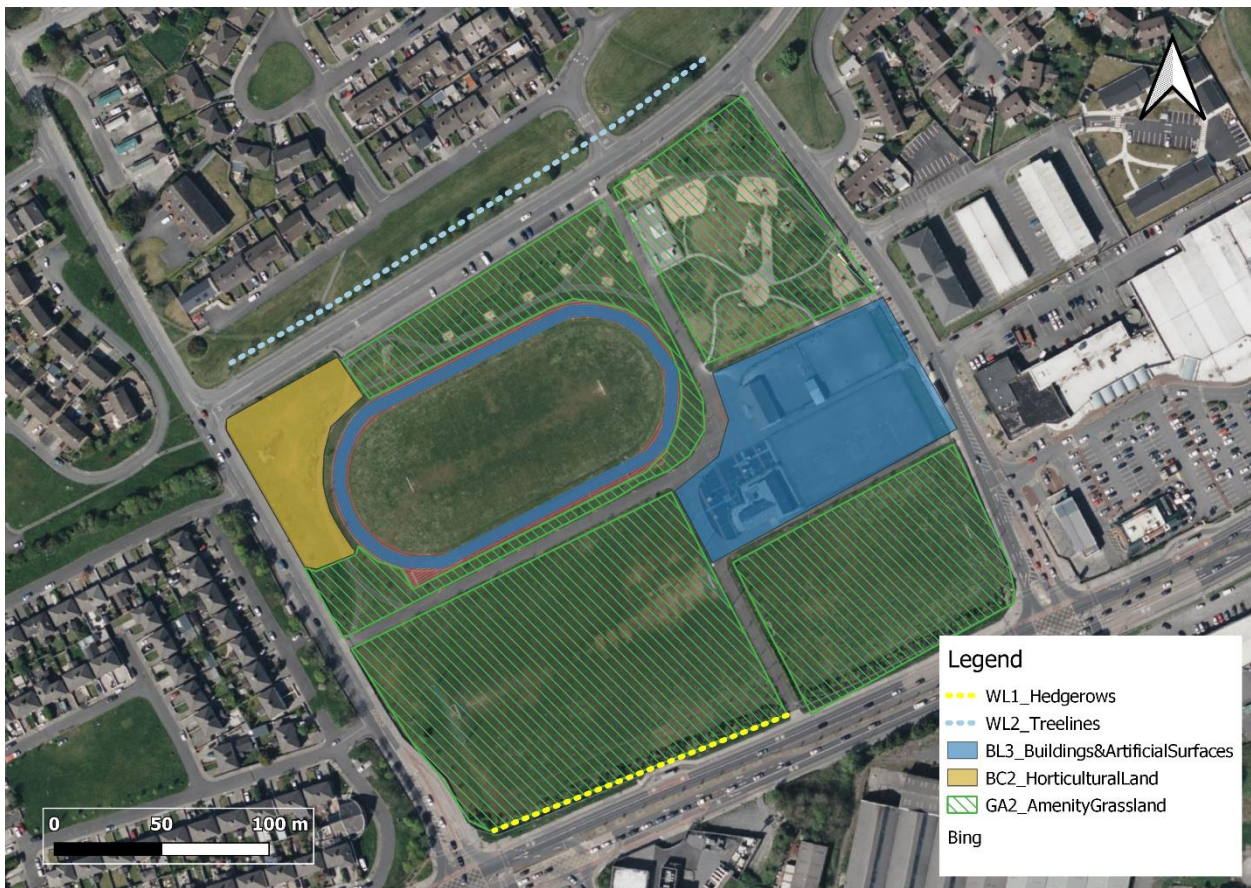 Legend
WL1_Hedgerows
WL2_Treelines
BL3_Buildings&ArtificialSurfaces
BC2_HorticulturalLand
GA2_AmenityGrassland
Bing
0 50 100 m